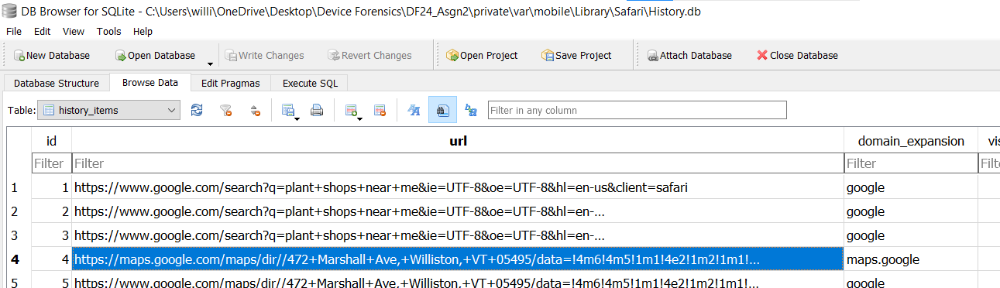 DB Browser for SQLite - C:\Users\willi\OneDrive\Desktop\Device Forensics\DF24_Asgn2\private\var\mobile\Library\Safari\History.db
File Edit View Tools Help
New Database Open Database Write Changes Revert Changes Open Project Save Project Attach Database Close Database
Database Structure Browse Data Edit Pragmas Execute SQL
Table: history_items Filter in any column
id url domain_expansion vis
Filter Filter Filter Filter
1 1 https://www.google.com/search?q=plant+shops+near+me&ie=UTF-8&oe=UTF-8&hl=en-us&client=safari google
2 2 https://www.google.com/search?q=plant+shops+near+me&ie=UTF-8&oe=UTF-8&hl=en-... google
3 3 https://www.google.com/search?q=plant+shops+near+me&ie=UTF-8&oe=UTF-8&hl=en-... google
4 4 https://maps.google.com/maps/dir//472+Marshall+Ave,+Williston,+VT+05495/data=!4m6!4m5!1m1!4e2!1m2!1m1!... maps.google
5 5 https://www.google.com/maps/dir//472+Marshall+Ave,+Williston,+VT+05495/data=!4m6!4m5!1m1!4e2!1m2!1m1!... google